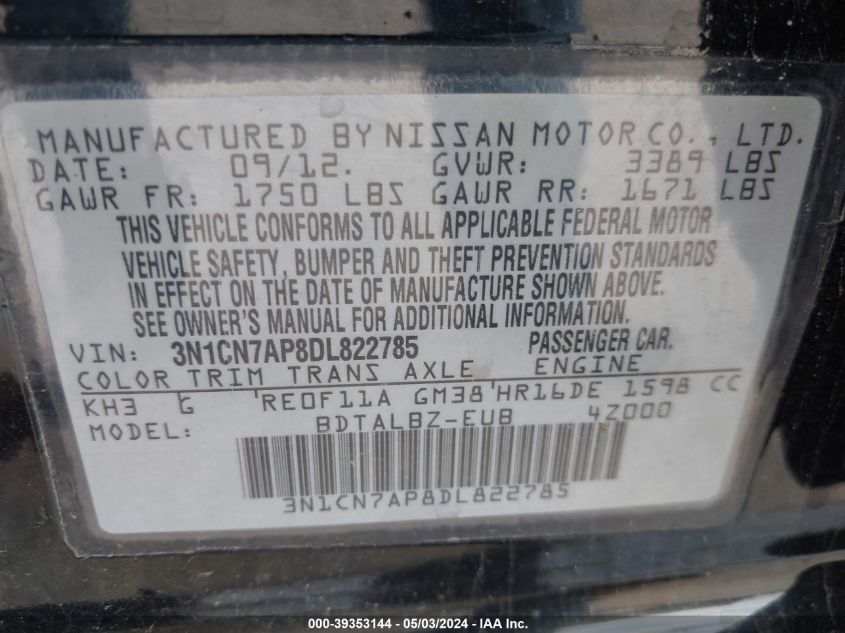 MANUFACTURED BY NISSAN MOTOR CO., LTD.
DATE: 09/12. GVWR: 3389 LBS
GAWR FR: 1750 LBS GAWR RR: 1671 LBS
THIS VEHICLE CONFORMS TO ALL APPLICABLE FEDERAL MOTOR
VEHICLE SAFETY, BUMPER AND THEFT PREVENTION STANDARDS
IN EFFECT ON THE DATE OF MANUFACTURE SHOWN ABOVE.
SEE OWNER'S MANUAL FOR ADDITIONAL INFORMATION.
VIN: 3N1CN7AP8DL822785 PASSENGER CAR.
COLOR TRIM TRANS AXLE ENGINE
KH3 G 'RE0F11A GM38'HR16DE 1598 CC
MODEL: BDTALBZ-EUB 4Z000
3N1CN7AP8DL822785
000-39353144 - 05/03/2024 - IAA Inc.